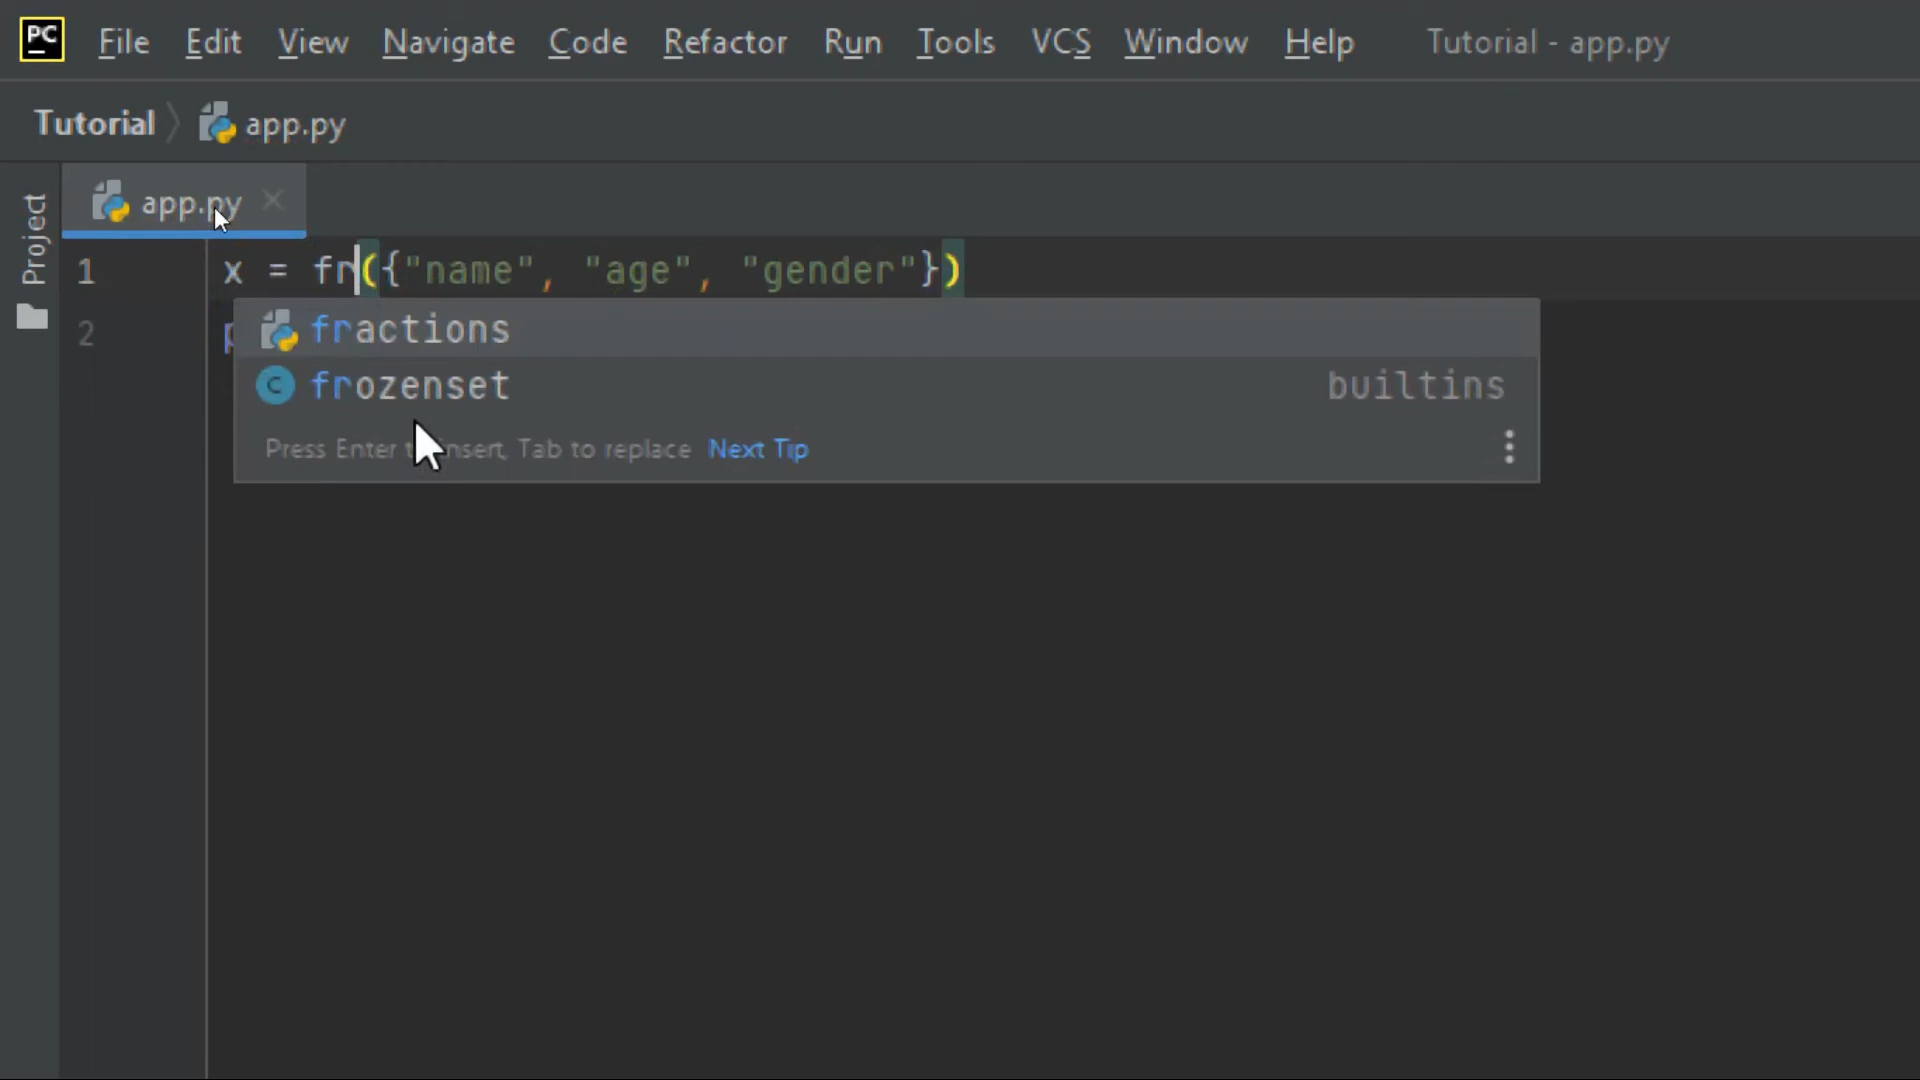 PC File Edit View Navigate Code Refactor Run Tools VCS Window Help Tutorial - app.py
Tutorial app.py
Project
app.py
1 x = fr({"name", "age", "gender"})
2 p
fractions
frozenset builtins
Press Enter insert, Tab to replace Next Tip